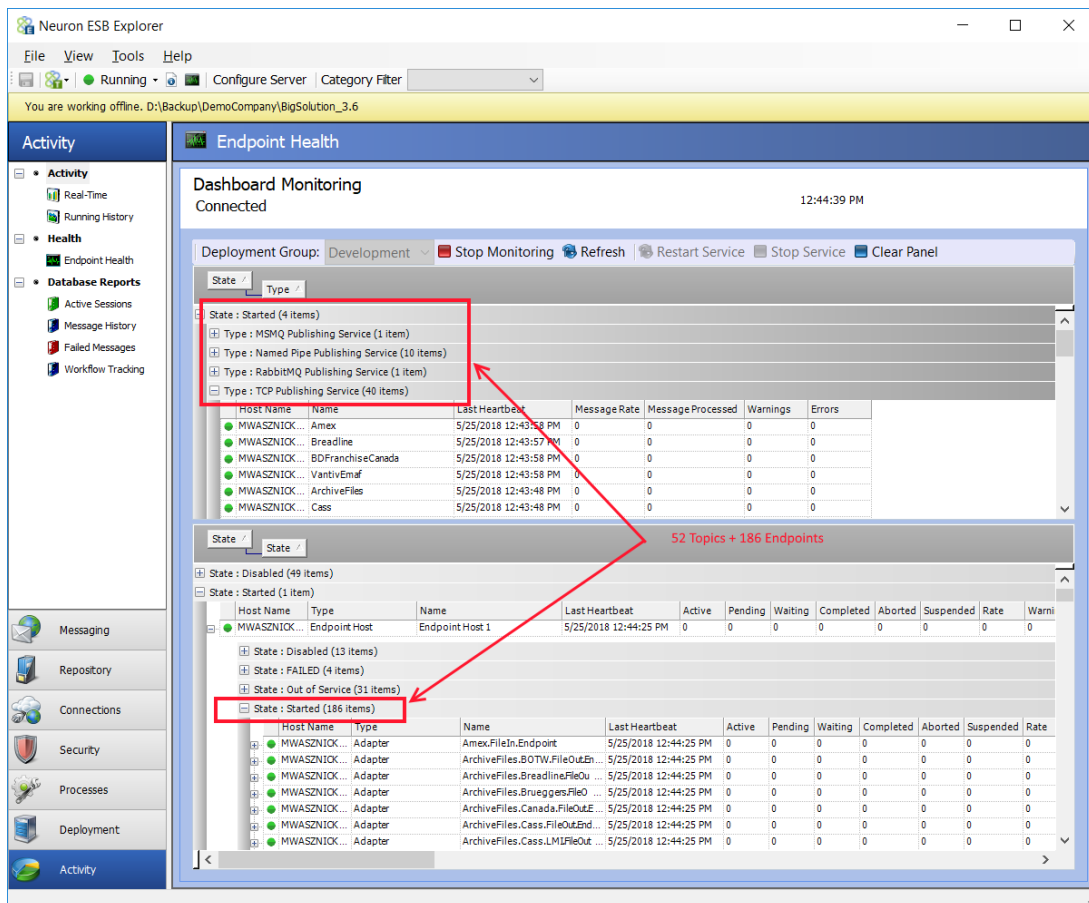 Neuron ESB Explorer
File View Tools Help
Running Configure Server Category Filter
You are working offline. D:\Backup\DemoCompany\BigSolution_3.6
Activity
Activity
Real-Time
Running History
Health
Endpoint Health
Database Reports
Active Sessions
Message History
Failed Messages
Workflow Tracking
Messaging
Repository
Connections
Security
Processes
Deployment
Activity
Endpoint Health
Dashboard Monitoring
Connected
12:44:39 PM
Deployment Group: Development Stop Monitoring Refresh Restart Service Stop Service Clear Panel
State
Type
State : Started (4 items)
Type : MSMQ Publishing Service (1 item)
Type : Named Pipe Publishing Service (10 items)
Type : RabbitMQ Publishing Service (1 item)
Type : TCP Publishing Service (40 items)
Host Name Name Last Heartbeat Message Rate Message Processed Warnings Errors
MWASZNICK... Amex 5/25/2018 12:43:58 PM 0 0 0 0
MWASZNICK... Breadline 5/25/2018 12:43:57 PM 0 0 0 0
MWASZNICK... BDFranchiseCanada 5/25/2018 12:43:58 PM 0 0 0 0
MWASZNICK... VantivEmaf 5/25/2018 12:43:58 PM 0 0 0 0
MWASZNICK... ArchiveFiles 5/25/2018 12:43:48 PM 0 0 0 0
MWASZNICK... Cass 5/25/2018 12:43:48 PM 0 0 0 0
52 Topics + 186 Endpoints
State
State
State : Disabled (49 items)
State : Started (1 item)
Host Name Type Name Last Heartbeat Active Pending Waiting Completed Aborted Suspended Rate Warni
MWASZNICK... Endpoint Host Endpoint Host 1 5/25/2018 12:44:25 PM 0 0 0 0 0 0 0 0
State : Disabled (13 items)
State : FAILED (4 items)
State : Out of Service (31 items)
State : Started (186 items)
Host Name Type Name Last Heartbeat Active Pending Waiting Completed Aborted Suspended Rate
MWASZNICK... Adapter Amex.FileIn.Endpoint 5/25/2018 12:44:25 PM 0 0 0 0 0 0 0
MWASZNICK... Adapter ArchiveFiles.BOTW.FileOut.En... 5/25/2018 12:44:25 PM 0 0 0 0 0 0 0
MWASZNICK... Adapter ArchiveFiles.Breadline.FileOu ... 5/25/2018 12:44:25 PM 0 0 0 0 0 0 0
MWASZNICK... Adapter ArchiveFiles.Brueggers.FileO ... 5/25/2018 12:44:25 PM 0 0 0 0 0 0 0
MWASZNICK... Adapter ArchiveFiles.Canada.FileOut.E... 5/25/2018 12:44:25 PM 0 0 0 0 0 0 0
MWASZNICK... Adapter ArchiveFiles.Cass.FileOut.End... 5/25/2018 12:44:25 PM 0 0 0 0 0 0 0
MWASZNICK... Adapter ArchiveFiles.Cass.LMI.FileOut ... 5/25/2018 12:44:25 PM 0 0 0 0 0 0 0